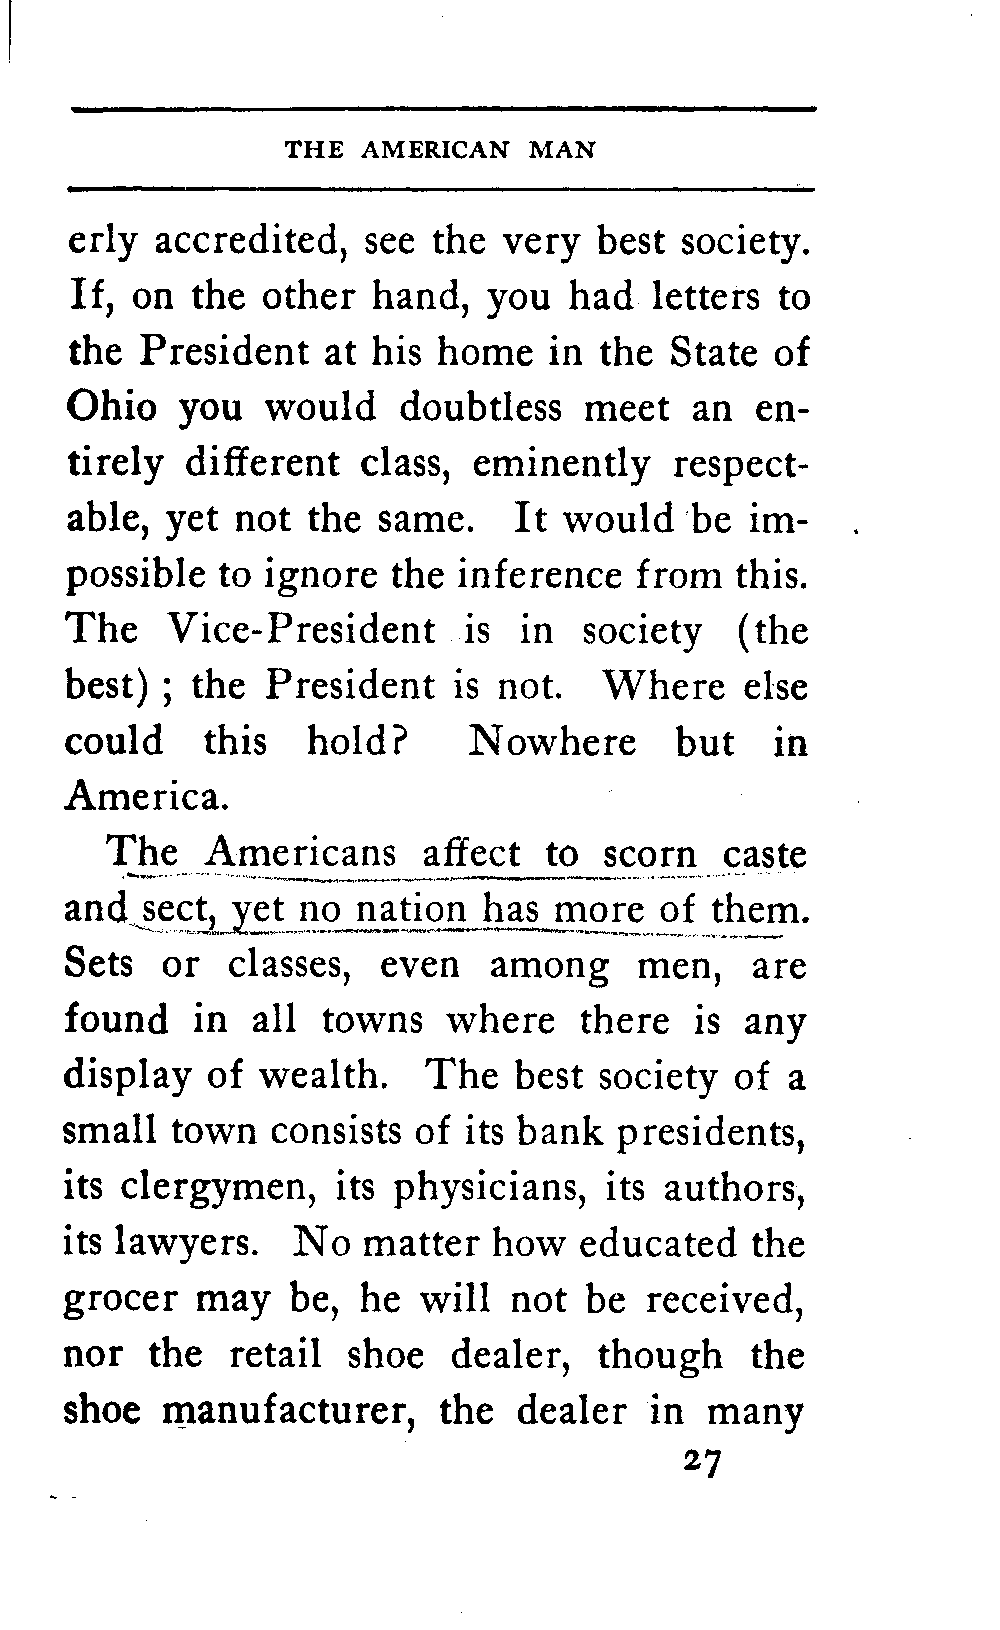 THE AMERICAN MAN
erly accredited, see the very best society.
If, on the other hand, you had letters to
the President at his home in the State of
Ohio you would doubtless meet an en-
tirely different class, eminently respect-
able, yet not the same. It would be im-
possible to ignore the inference from this.
The Vice-President is in society (the
best) ; the President is not. Where else
could this hold? Nowhere but in
America.
The Americans affect to scorn caste
and sect, yet no nation has more of them.
Sets or classes, even among men, are
found in all towns where there is any
display of wealth. The best society of a
small town consists of its bank presidents,
its clergymen, its physicians, its authors,
its lawyers. No matter how educated the
grocer may be, he will not be received,
nor the retail shoe dealer, though the
shoe manufacturer, the dealer in many
27